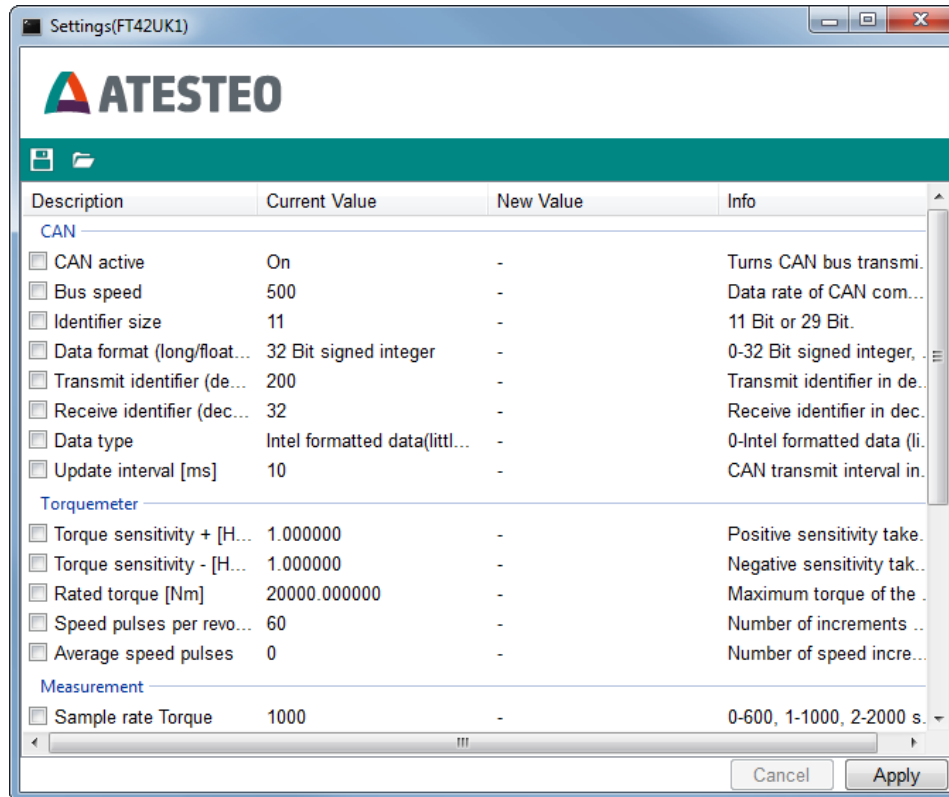 Settings(FT42UK1)
ATESTEO
Description Current Value New Value Info
CAN
CAN active On - Turns CAN bus transmi.
Bus speed 500 - Data rate of CAN com...
Identifier size 11 - 11 Bit or 29 Bit.
Data format (long/float... 32 Bit signed integer - 0-32 Bit signed integer, .
Transmit identifier (de... 200 - Transmit identifier in de..
Receive identifier (dec... 32 - Receive identifier in dec.
Data type Intel formatted data(littl... - 0-Intel formatted data (li.
Update interval [ms] 10 - CAN transmit interval in.
Torquemeter
Torque sensitivity + [H... 1.000000 - Positive sensitivity take.
Torque sensitivity - [H... 1.000000 - Negative sensitivity tak..
Rated torque [Nm] 20000.000000 - Maximum torque of the .
Speed pulses per revo... 60 - Number of increments ..
Average speed pulses 0 - Number of speed incre...
Measurement
Sample rate Torque 1000 - 0-600, 1-1000, 2-2000 s.
Cancel Apply